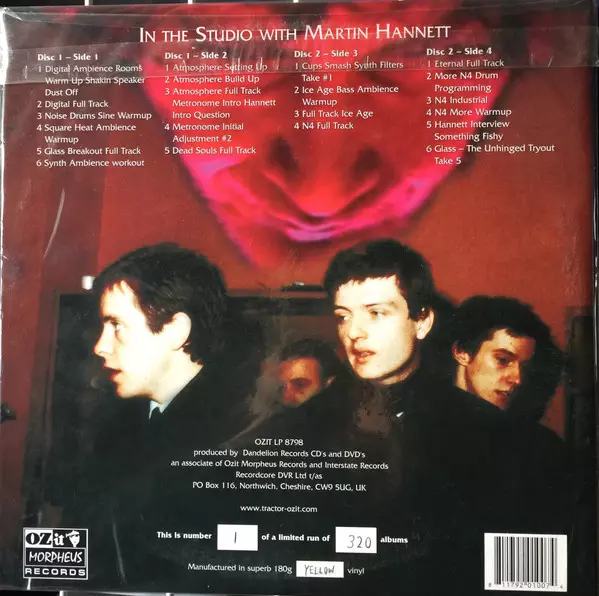 In the Studio with Martin Hannett
Disc 1 – Side 1
1 Digital Ambience Rooms
Warm Up Shakin Speaker
Dust Off
2 Digital Full Track
3 Noise Drums Sine Warmup
4 Square Heat Ambience
Warmup
5 Glass Breakout Full Track
6 Synth Ambience workout
Disc 1 – Side 2
1 Atmosphere Setting Up
2 Atmosphere Build Up
3 Atmosphere Full Track
Metronome Intro Hannett
Intro Question
4 Metronome Initial
Adjustment #2
5 Dead Souls Full Track
Disc 2 – Side 3
1 Cups Smash Synth Filters
Take #1
2 Ice Age Bass Ambience
Warmup
3 Full Track Ice Age
4 N4 Full Track
Disc 2 – Side 4
1 Eternal Full Track
2 More N4 Drum
Programming
3 N4 Industrial
4 N4 More Warmup
5 Hannett Interview
Something Fishy
6 Glass – The Unhinged Tryout
Take 5
OZIT LP 8798
produced by Dandelion Records CD's and DVD's
an associate of Ozit Morpheus Records and Interstate Records
Recordcore DVR Ltd t/as
PO Box 116, Northwich, Cheshire, CW9 5UG, UK
www.tractor-ozit.com
This is number 1 of a limited run of 320 albums
Manufactured in superb 180g YELLOW vinyl
OZit
MORPHEUS
RECORDS
8 11792 01007 4